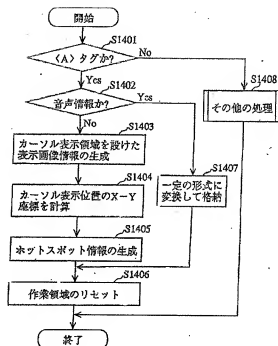 開始
S1401
〈A〉タグか?
No
Yes
S1402
S1408
音声情報か?
Yes
その他の処理
No
S1403
カーソル表示領域を設けた
表示画像情報の生成
S1407
S1404
カーソル表示位置のX-Y
座標を計算
一定の形式に
変換して格納
S1405
ホットスポット情報の生成
S1406
作業領域のリセット
終了